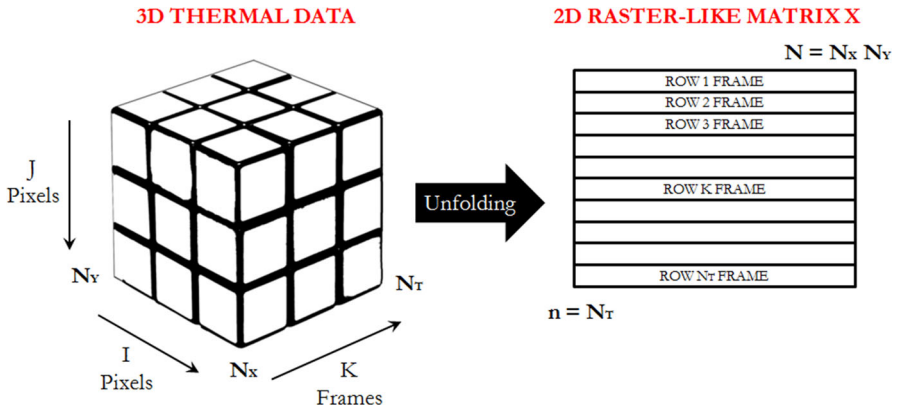 3D THERMAL DATA
J
Pixels
NY
I
Pixels
NX
K
Frames
NT
Unfolding
2D RASTER-LIKE MATRIX X
N = NX NY
ROW 1 FRAME
ROW 2 FRAME
ROW 3 FRAME
ROW K FRAME
ROW NT FRAME
n = NT